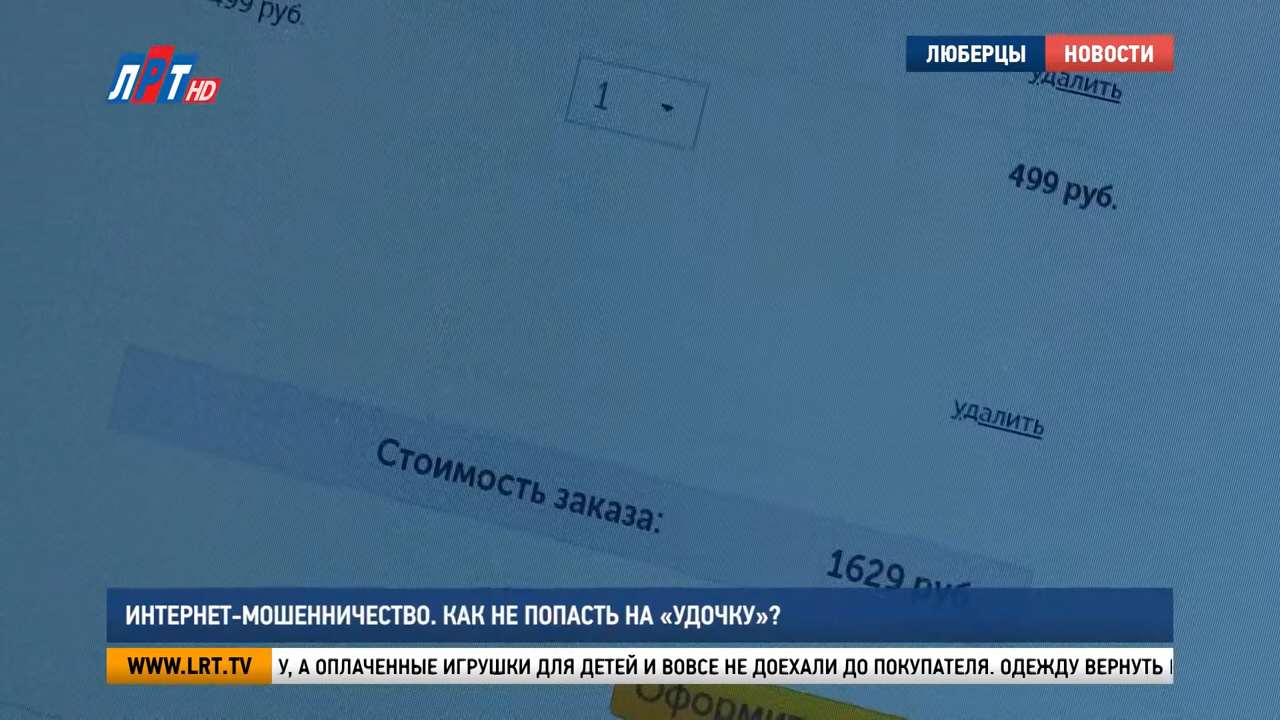 499 руб.
ЛРТ HD
ЛЮБЕРЦЫ НОВОСТИ
удалить
1
499 руб.
удалить
Стоимость заказа:
1629 руб.
ИНТЕРНЕТ-МОШЕННИЧЕСТВО. КАК НЕ ПОПАСТЬ НА «УДОЧКУ»?
WWW.LRT.TV У, А ОПЛАЧЕННЫЕ ИГРУШКИ ДЛЯ ДЕТЕЙ И ВОВСЕ НЕ ДОЕХАЛИ ДО ПОКУПАТЕЛЯ. ОДЕЖДУ ВЕРНУТЬ